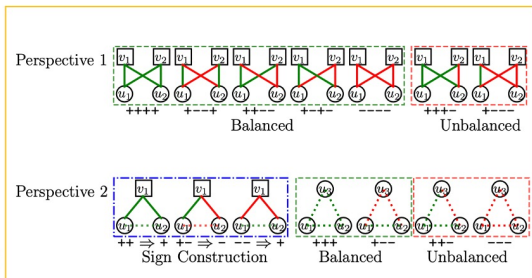 Perspective 1
v1 v2 v1 v2 v1 v2 v1 v2 v1 v2 v1 v2 v1 v2
u1 u2 u1 u2 u1 u2 u1 u2 u1 u2 u1 u2 u1 u2
++++ +--+ ++-- +-+- ---- +++- +---
Balanced Unbalanced
Perspective 2
v1 v1 v1 u3 u3 u3 u3
u1 u2 u1 u2 u1 u2 u1 u2 u1 u2 u1 u2 u1 u2
++ ⇒ + +- ⇒ - -- ⇒ + +++ +-- ++- ---
Sign Construction Balanced Unbalanced